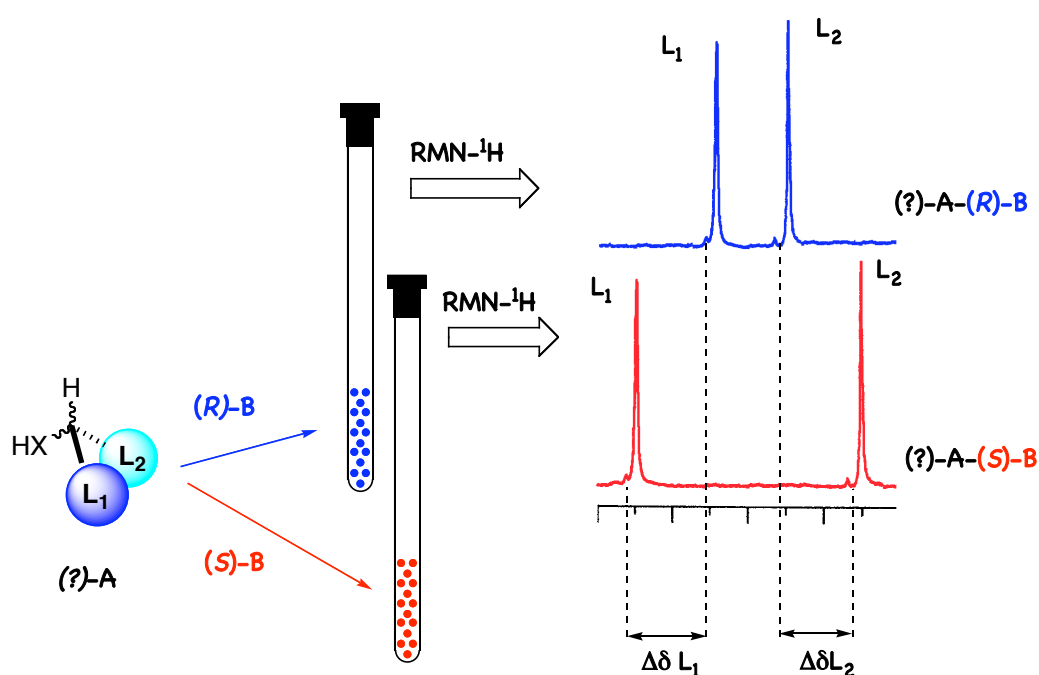 L₁
L₂
RMN-¹H
(?)-A-(R)-B
L₁
L₂
RMN-¹H
H
(R)-B
HX
L₂
L₁
(?)-A-(S)-B
(S)-B
(?)-A
Δδ L₁
ΔδL₂